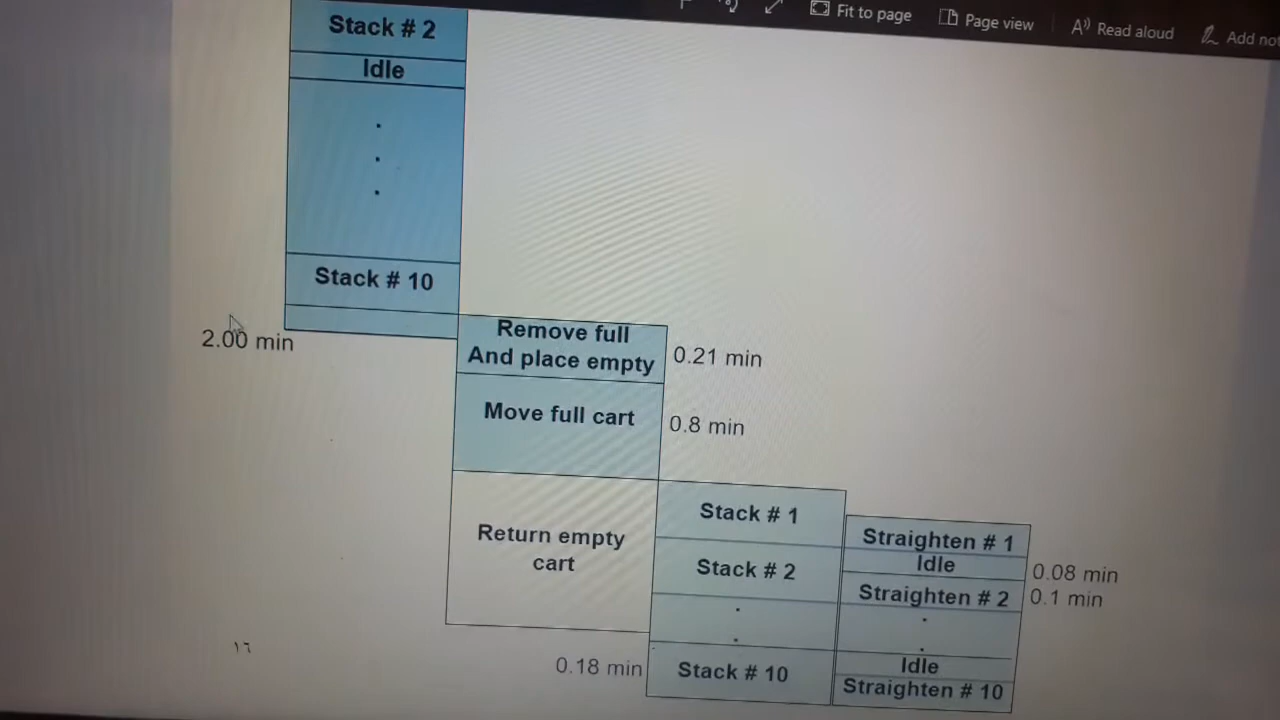 Fit to page
Page view
Read aloud
Stack # 2
Idle
.
.
.
Stack # 10
2.00 min
Remove full
And place empty
0.21 min
Move full cart
0.8 min
Return empty
cart
Stack # 1
Stack # 2
.
.
Stack # 10
0.18 min
Straighten # 1
Idle
0.08 min
Straighten # 2
0.1 min
.
.
Idle
Straighten # 10
١٦